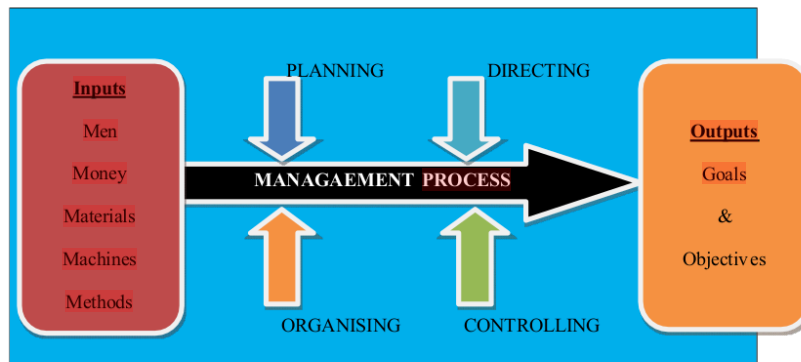 Inputs
Men
Money
Materials
Machines
Methods
PLANNING
DIRECTING
MANAGAEMENT PROCESS
ORGANISING
CONTROLLING
Outputs
Goals
&
Objectives